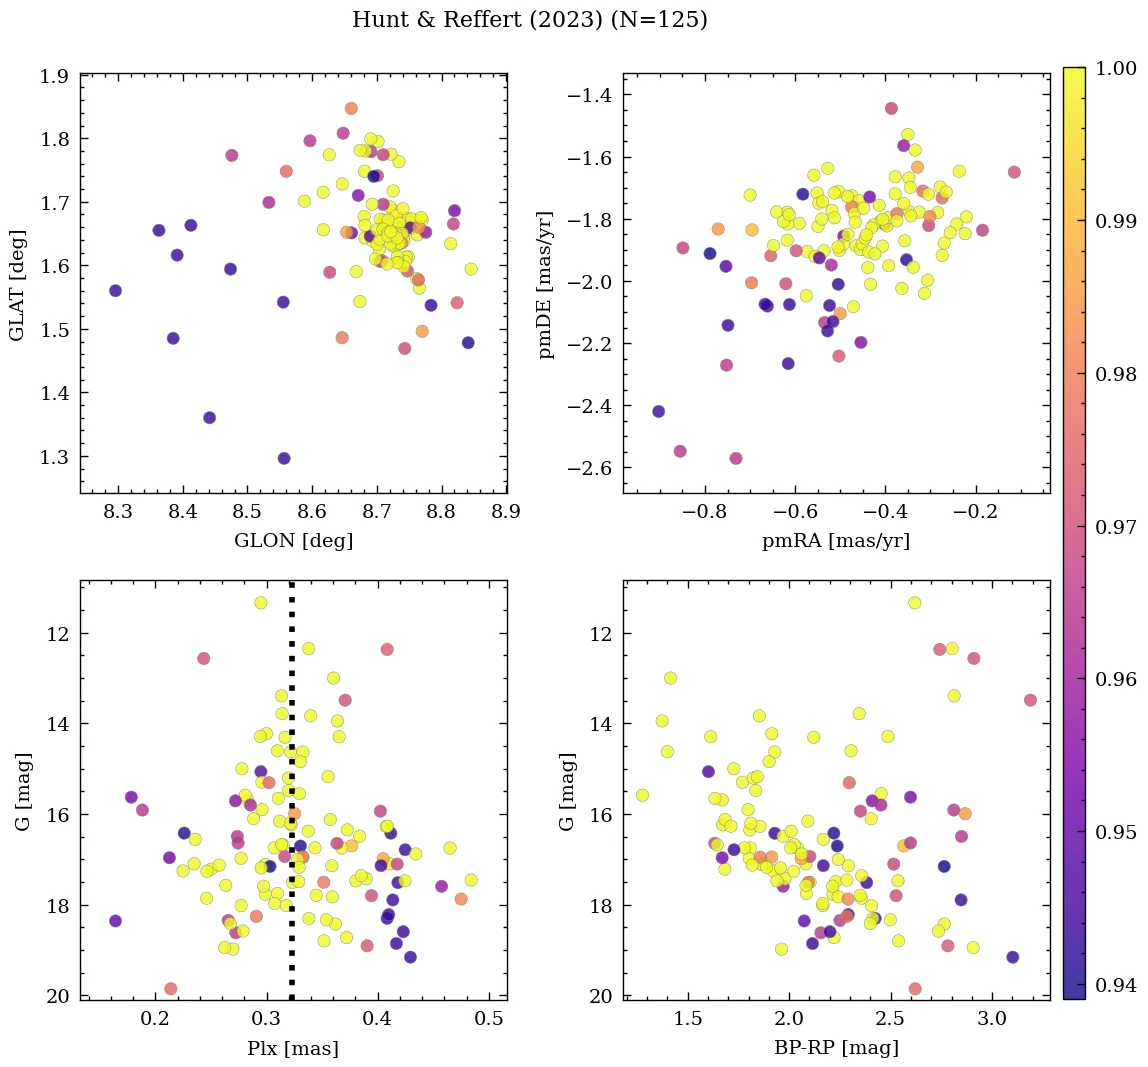 Hunt & Reffert (2023) (N=125)
1.9
1.8
1.7
1.6
1.5
1.4
1.3
GLAT [deg]
8.3 8.4 8.5 8.6 8.7 8.8 8.9
GLON [deg]
−1.4
−1.6
−1.8
−2.0
−2.2
−2.4
−2.6
pmDE [mas/yr]
−0.8 −0.6 −0.4 −0.2
pmRA [mas/yr]
12
14
16
18
20
G [mag]
0.2 0.3 0.4 0.5
Plx [mas]
12
14
16
18
20
G [mag]
1.5 2.0 2.5 3.0
BP-RP [mag]
1.00
0.99
0.98
0.97
0.96
0.95
0.94